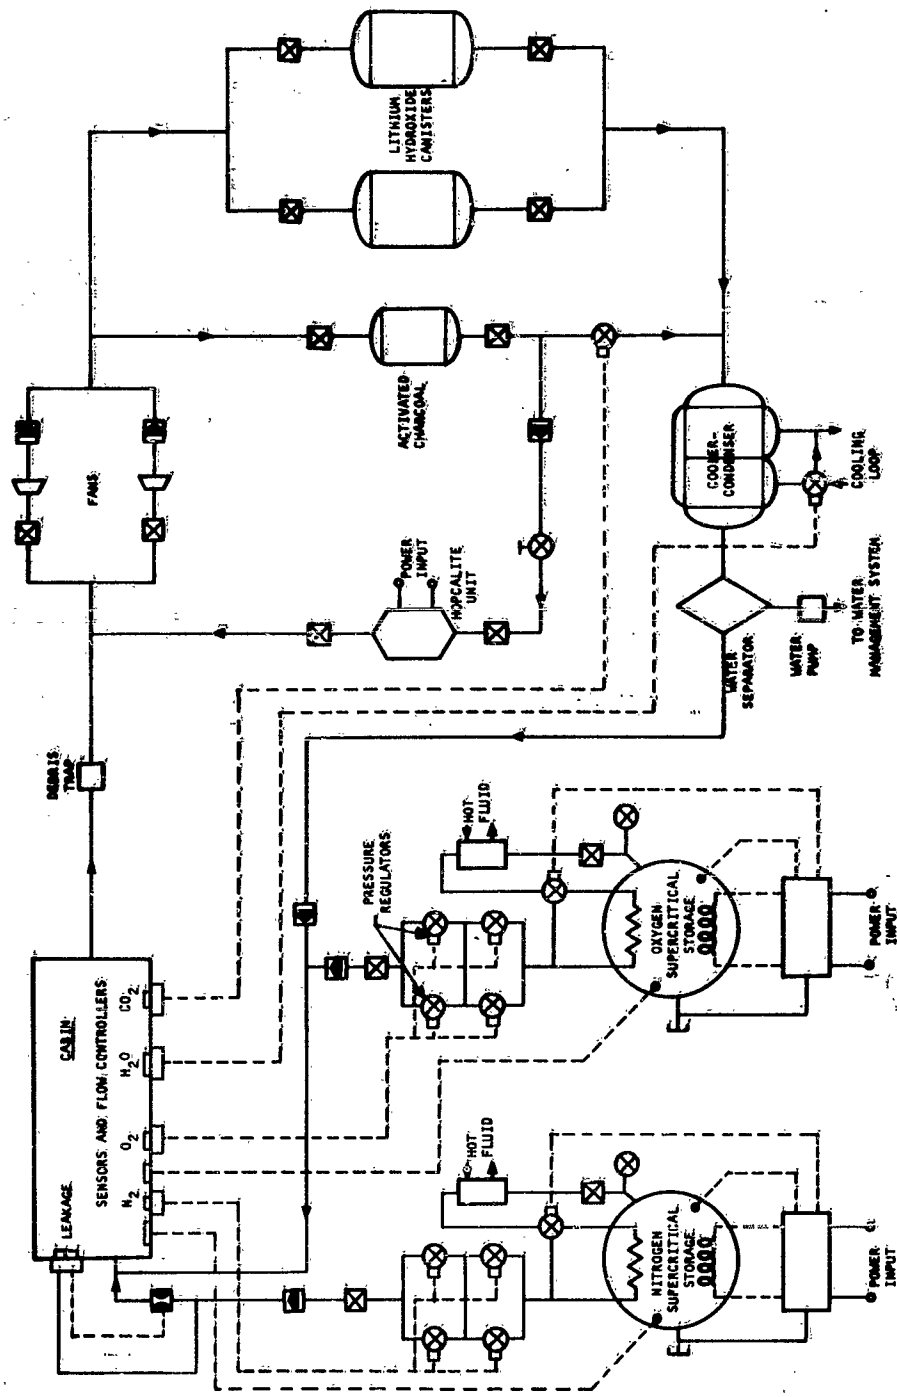 LITHIUM
HYDROXIDE
CANISTERS
ACTIVATED
CHARCOAL
FANS
COOLER-
CONDENSER
COOLING
LOOP
POWER
INPUT
HOPCALITE
UNIT
WATER
SEPARATOR
WATER
PUMP
TO WATER
MANAGEMENT SYSTEM
DEBRIS
TRAP
HOT
FLUID
PRESSURE
REGULATORS
OXYGEN
SUPERCRITICAL
STORAGE
POWER
INPUT
CABIN
SENSORS AND FLOW CONTROLLERS
LEAKAGE
N2
O2
H2O
CO2
HOT
FLUID
NITROGEN
SUPERCRITICAL
STORAGE
POWER
INPUT